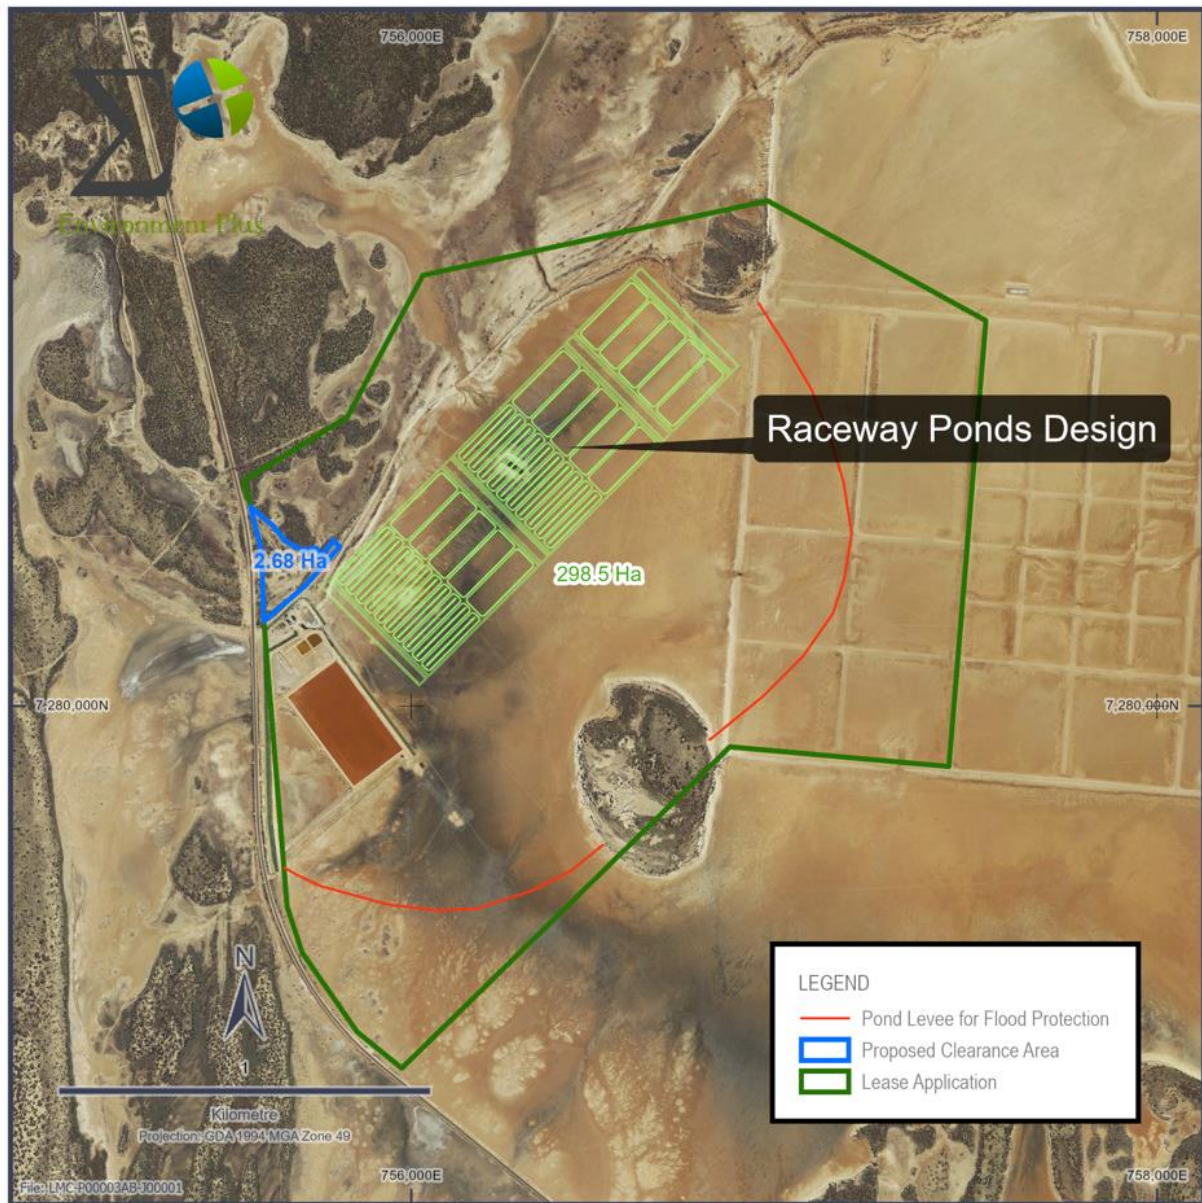 756,000E
758,000E
Environment Plus
Raceway Ponds Design
2.68 Ha
298.5 Ha
7,280,000N
7,280,000N
N
1
Kilometre
Projection: GDA 1994 MGA Zone 49
LEGEND
Pond Levee for Flood Protection
Proposed Clearance Area
Lease Application
File: LMC-P00003AB-J00001
756,000E
758,000E